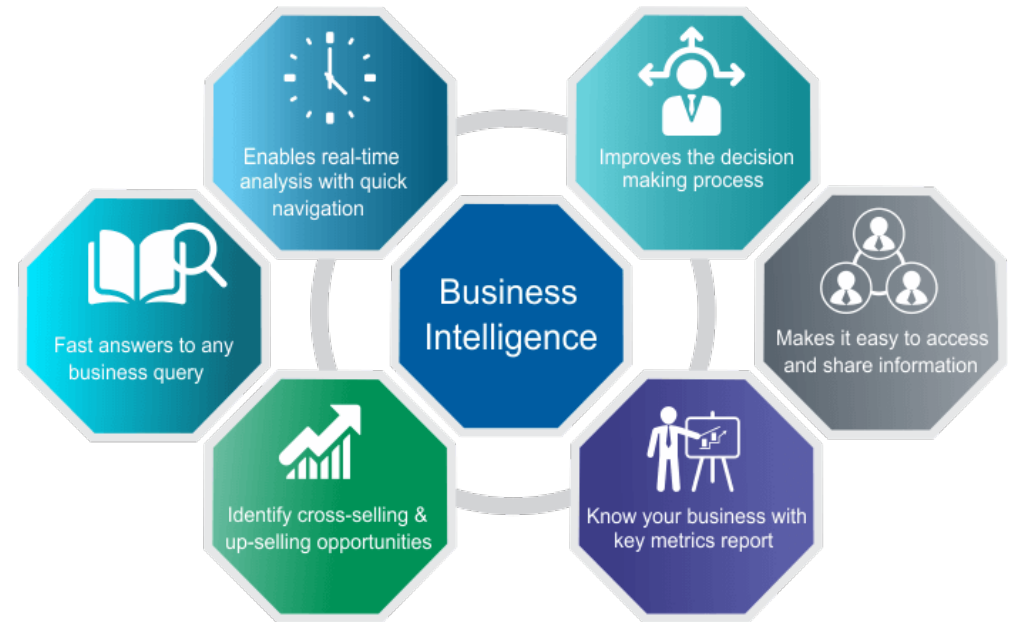 Enables real-time
analysis with quick
navigation
Improves the decision
making process
Fast answers to any
business query
Business
Intelligence
Makes it easy to access
and share information
Identify cross-selling &
up-selling opportunities
Know your business with
key metrics report